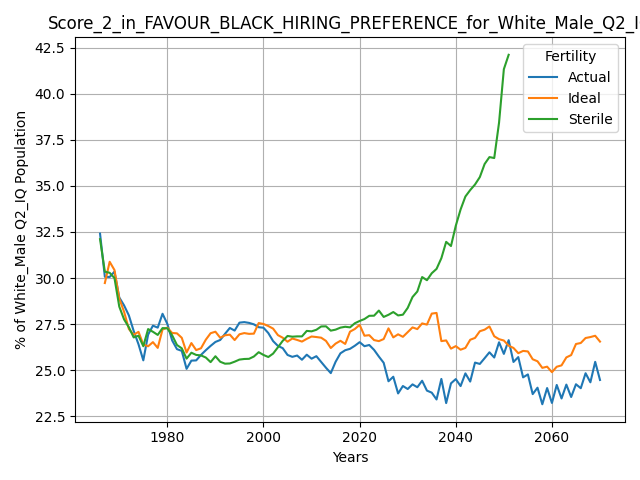 Score_2_in_FAVOUR_BLACK_HIRING_PREFERENCE_for_White_Male_Q2_I
% of White_Male Q2_IQ Population
42.5
40.0
37.5
35.0
32.5
30.0
27.5
25.0
22.5
Fertility
Actual
Ideal
Sterile
1980
2000
2020
2040
2060
Years